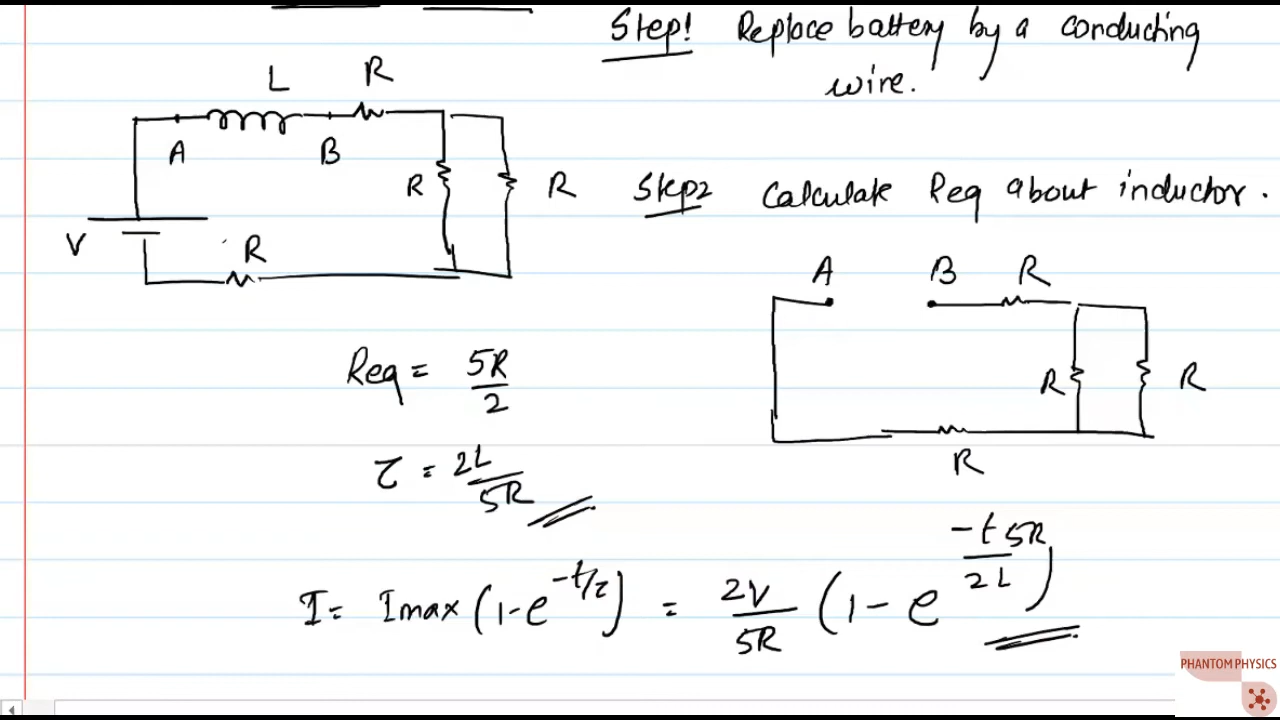 Step! Replace battery by a conducting
wire.
L R
A B
R R
V R
Step2 Calculate Req about inductor.
A B R
R R
R
Req = 5R/2
τ = 2L/5R
I = Imax (1-e^-t/τ) = 2V/5R (1-e^-t5R/2L)
PHANTOM PHYSICS